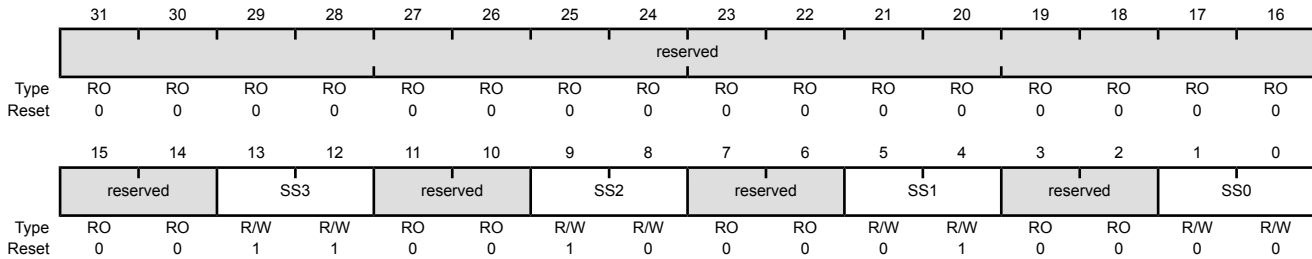 31 30 29 28 27 26 25 24 23 22 21 20 19 18 17 16
reserved
Type RO RO RO RO RO RO RO RO RO RO RO RO RO RO RO RO
Reset 0 0 0 0 0 0 0 0 0 0 0 0 0 0 0 0
15 14 13 12 11 10 9 8 7 6 5 4 3 2 1 0
reserved SS3 reserved SS2 reserved SS1 reserved SS0
Type RO RO R/W R/W RO RO R/W R/W RO RO R/W R/W RO RO R/W R/W
Reset 0 0 1 1 0 0 1 0 0 0 0 1 0 0 0 0